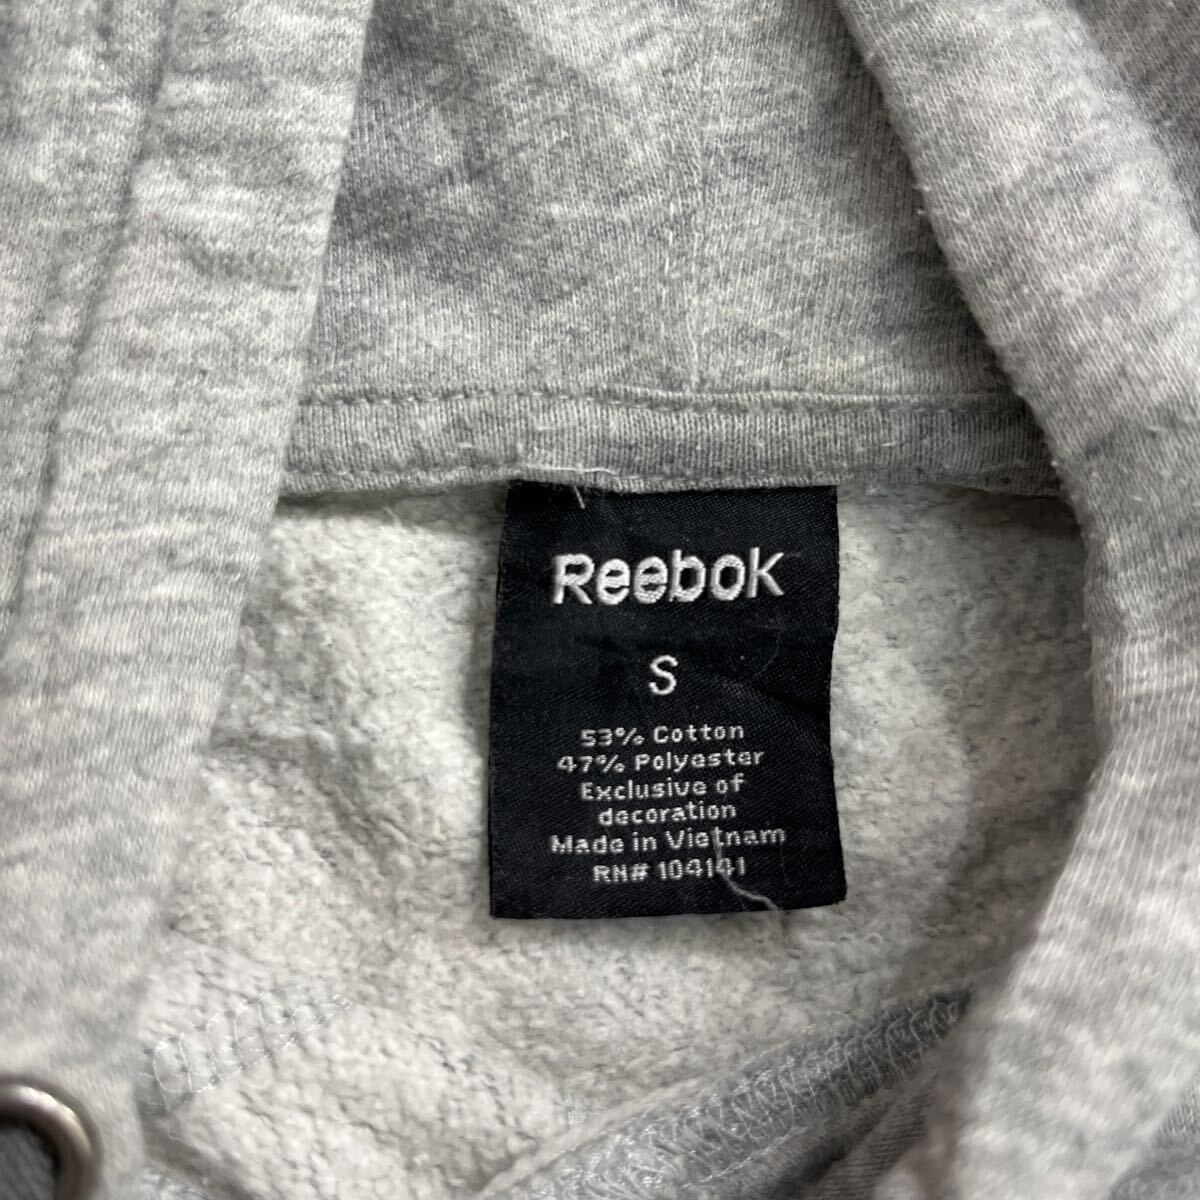 Reebok
S
53% Cotton
47% Polyester
Exclusive of
decoration
Made in Vietnam
RN# 104141